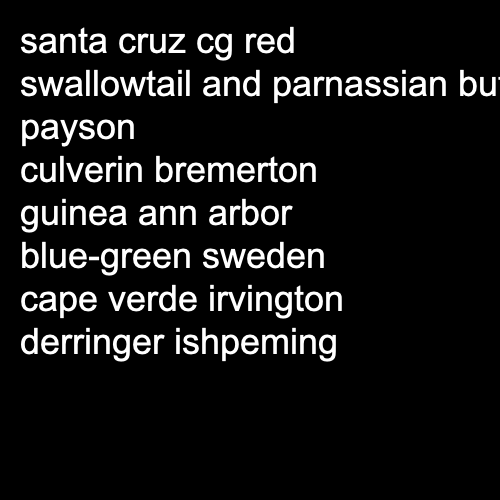 santa cruz cg red
swallowtail and parnassian
payson
culverin bremerton
guinea ann arbor
blue-green sweden
cape verde irvington
derringer ishpeming